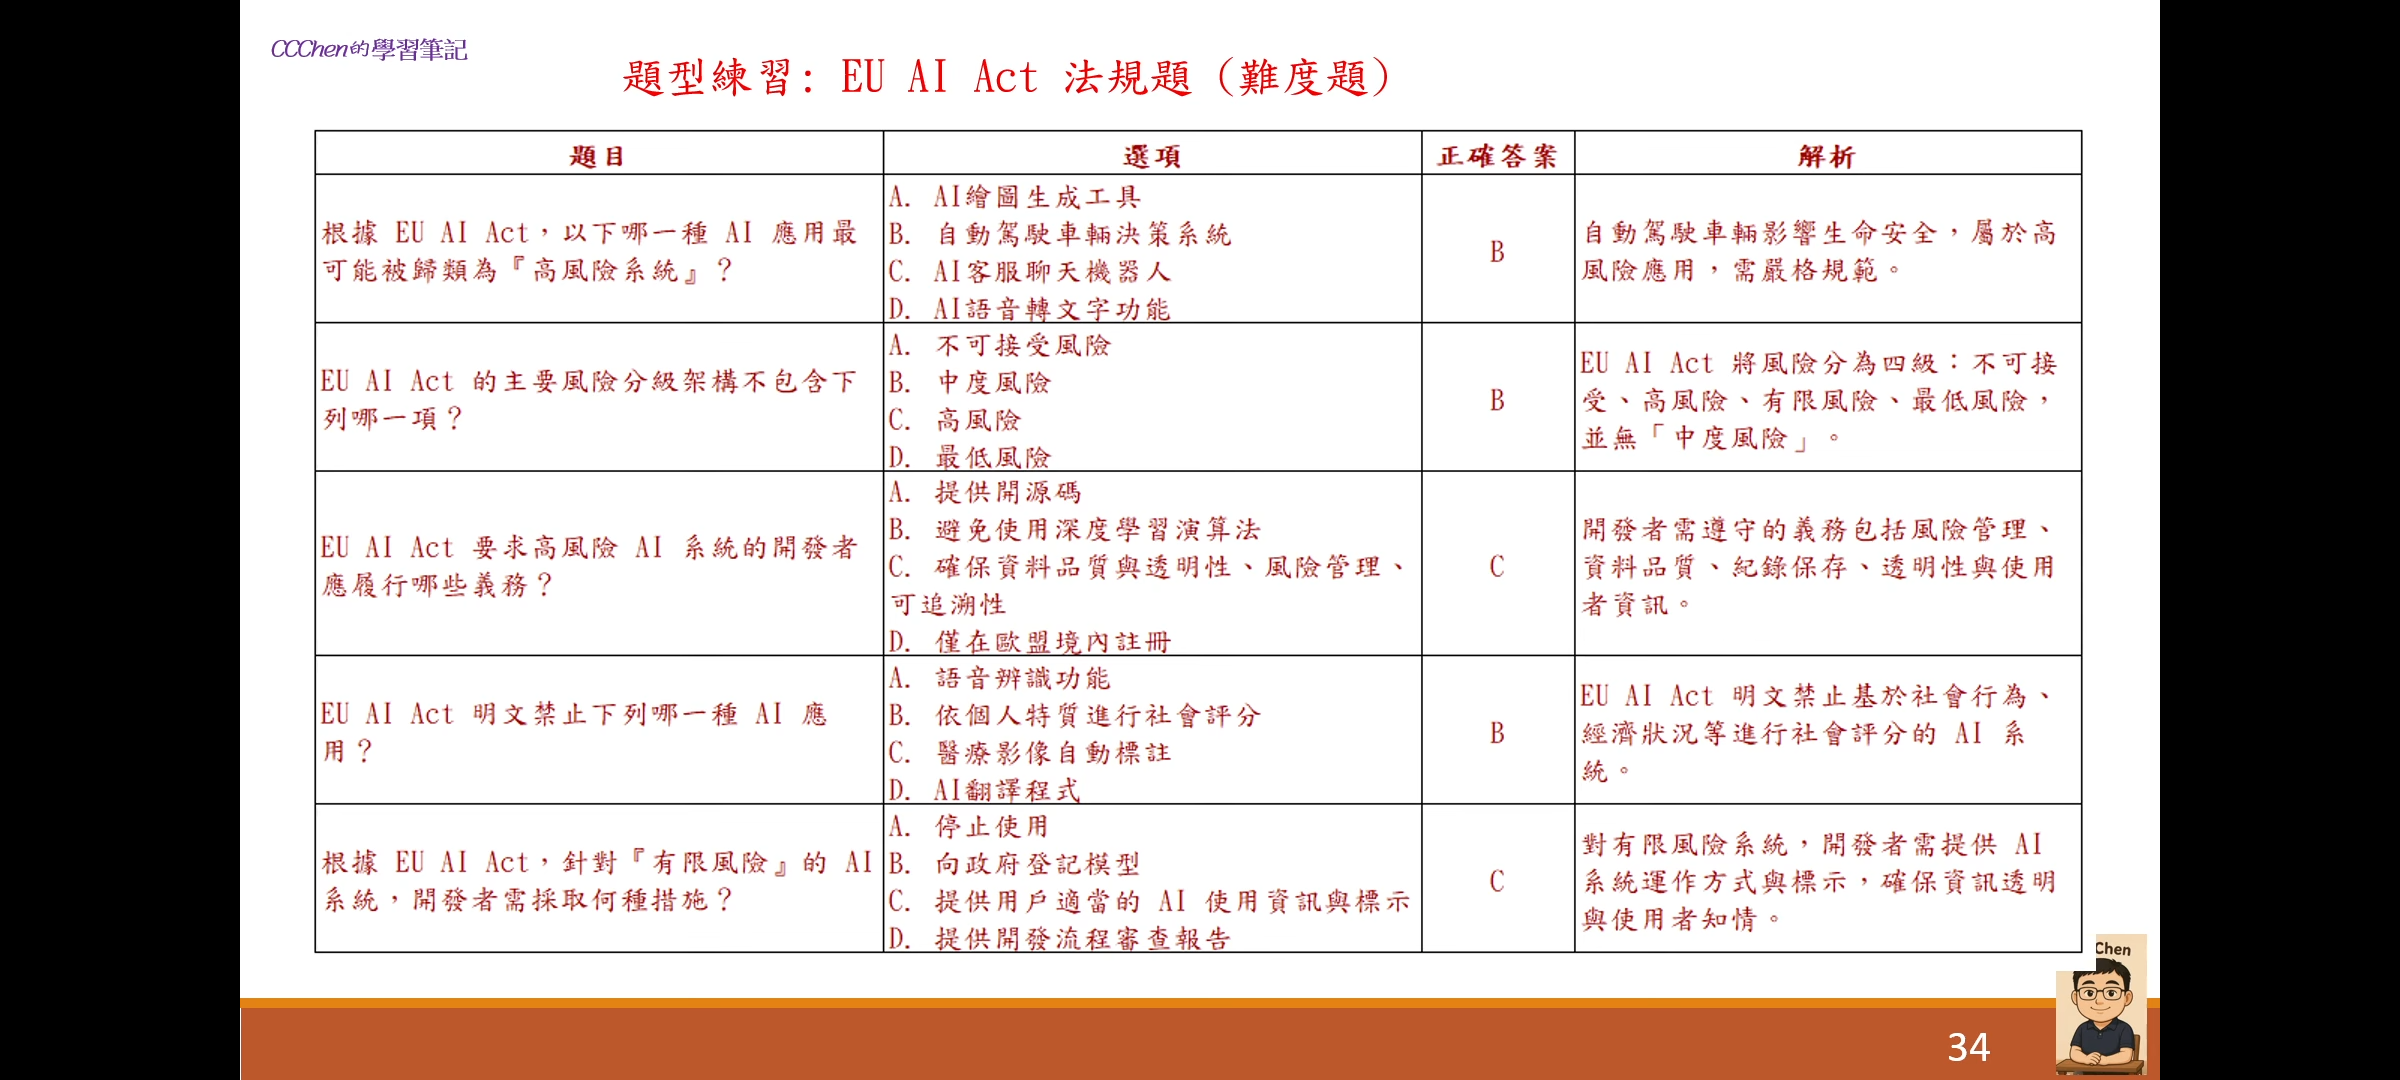 CCChen的學習筆記
題型練習: EU AI Act 法規題 (難度題)
題目
選項
正確答案
解析
根據 EU AI Act，以下哪一種 AI 應用最
可能被歸類為『高風險系統』？
A. AI繪圖生成工具
B. 自動駕駛車輛決策系統
C. AI客服聊天機器人
D. AI語音轉文字功能
B
自動駕駛車輛影響生命安全，屬於高
風險應用，需嚴格規範。
EU AI Act 的主要風險分級架構不包含下
列哪一項？
A. 不可接受風險
B. 中度風險
C. 高風險
D. 最低風險
B
EU AI Act 將風險分為四級：不可接
受、高風險、有限風險、最低風險，
並無「中度風險」。
EU AI Act 要求高風險 AI 系統的開發者
應履行哪些義務？
A. 提供開源碼
B. 避免使用深度學習演算法
C. 確保資料品質與透明性、風險管理、
可追溯性
D. 僅在歐盟境內註冊
C
開發者需遵守的義務包括風險管理、
資料品質、紀錄保存、透明性與使用
者資訊。
EU AI Act 明文禁止下列哪一種 AI 應
用？
A. 語音辨識功能
B. 依個人特質進行社會評分
C. 醫療影像自動標註
D. AI翻譯程式
B
EU AI Act 明文禁止基於社會行為、
經濟狀況等進行社會評分的 AI 系
統。
根據 EU AI Act，針對『有限風險』的 AI
系統，開發者需採取何種措施？
A. 停止使用
B. 向政府登記模型
C. 提供用戶適當的 AI 使用資訊與標示
D. 提供開發流程審查報告
C
對有限風險系統，開發者需提供 AI
系統運作方式與標示，確保資訊透明
與使用者知情。
Chen
34